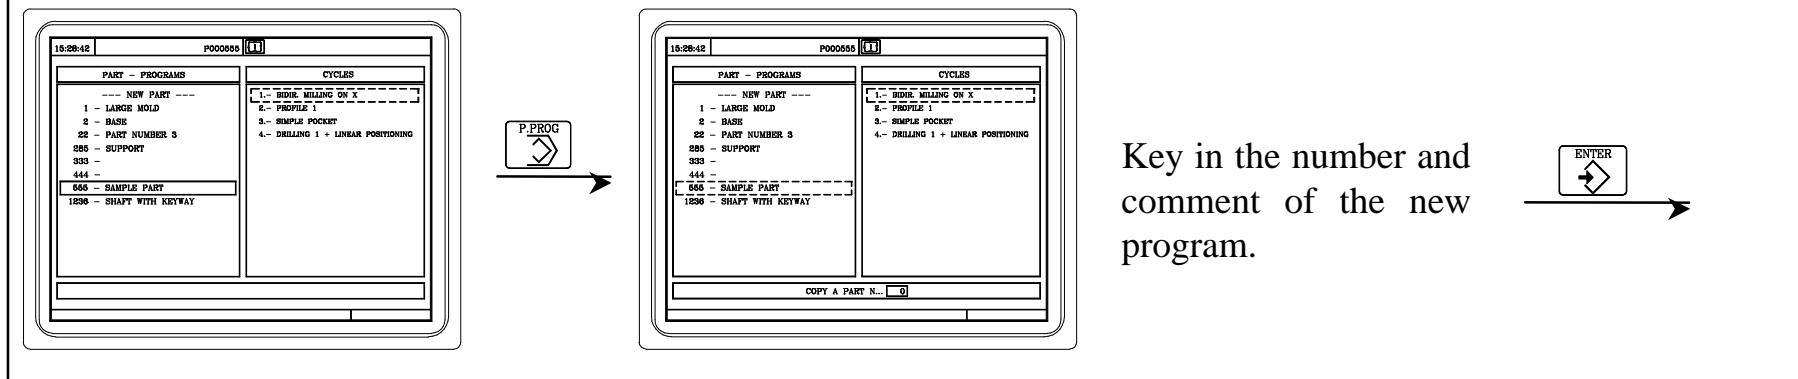 15:28:42 P000555
PART - PROGRAMS CYCLES
--- NEW PART ---
1 - LARGE MOLD
2 - BASE
22 - PART NUMBER 3
285 - SUPPORT
333 -
444 -
555 - SAMPLE PART
1236 - SHAFT WITH KEYWAY
1.- BIDIR. MILLING ON X
2.- PROFILE 1
3.- SIMPLE POCKET
4.- DRILLING 1 + LINEAR POSITIONING
P.PROG
15:28:42 P000555
PART - PROGRAMS CYCLES
--- NEW PART ---
1 - LARGE MOLD
2 - BASE
22 - PART NUMBER 3
285 - SUPPORT
333 -
444 -
555 - SAMPLE PART
1236 - SHAFT WITH KEYWAY
1.- BIDIR. MILLING ON X
2.- PROFILE 1
3.- SIMPLE POCKET
4.- DRILLING 1 + LINEAR POSITIONING
COPY A PART N... 0
Key in the number and
comment of the new
program.
ENTER